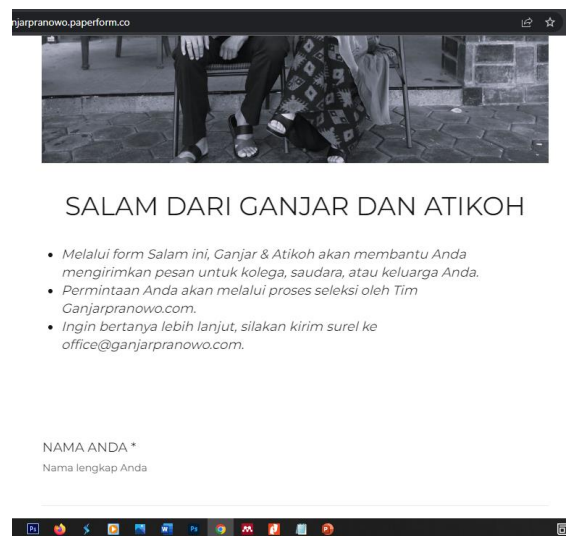 njarpranowo.paperform.co
SALAM DARI GANJAR DAN ATIKOH
• Melalui form Salam ini, Ganjar & Atikoh akan membantu Anda
mengirimkan pesan untuk kolega, saudara, atau keluarga Anda.
• Permintaan Anda akan melalui proses seleksi oleh Tim
Ganjarpranowo.com.
• Ingin bertanya lebih lanjut, silakan kirim surel ke
office@ganjarpranowo.com.
NAMA ANDA *
Nama lengkap Anda